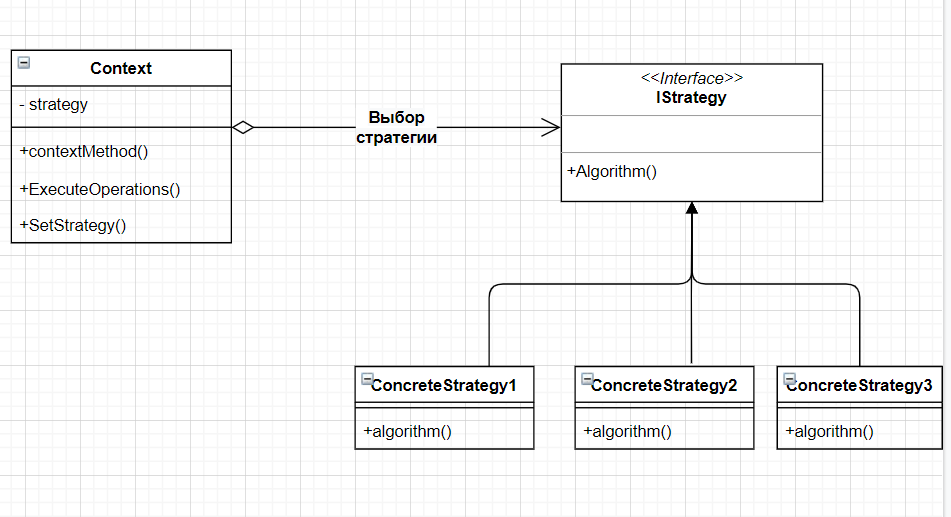 Context
- strategy
+contextMethod()
+ExecuteOperations()
+SetStrategy()
Выбор
стратегии
<<Interface>>
IStrategy
+Algorithm()
ConcreteStrategy1
+algorithm()
ConcreteStrategy2
+algorithm()
ConcreteStrategy3
+algorithm()